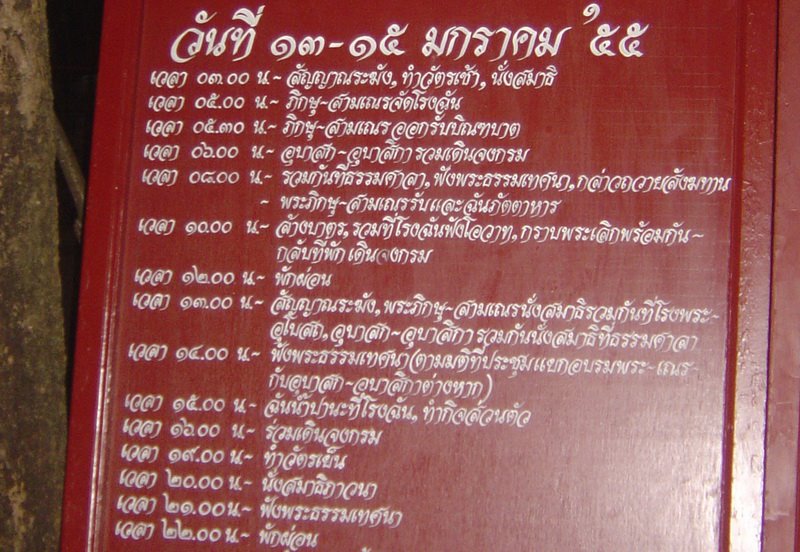 วันที่ ๑๓-๑๕ มกราคม '๕๕
เวลา ๐๓.๐๐ น.~ สัญญาณระฆัง, ทำวัตรเช้า, นั่งสมาธิ
เวลา ๐๕.๐๐ น.~ ภิกษุ~สามเณรจัดโรงฉัน
เวลา ๐๕.๓๐ น.~ ภิกษุ~สามเณร ออกรับบิณฑบาต
เวลา ๐๖.๐๐ น.~ อุบาสก~อุบาสิการวมเดินจงกรม
เวลา ๐๘.๐๐ น.~ รวมกันที่ธรรมศาลา, ฟังพระธรรมเทศนา, กล่าวถวายสังฆทาน
~ พระภิกษุ~สามเณรรับและฉันภัตตาหาร
เวลา ๑๐.๐๐ น.~ ล้างบาตร, รวมที่โรงฉันฟังโอวาท, กราบพระเลิกพร้อมกัน~
กลับที่พัก เดินจงกรม
เวลา ๑๒.๐๐ น.~ พักผ่อน
เวลา ๑๓.๐๐ น.~ สัญญาณระฆัง, พระภิกษุ~สามเณรนั่งสมาธิรวมกันที่โรงพระ~
อุโบสถ, อุบาสก~อุบาสิกา รวมกันนั่งสมาธิที่ธรรมศาลา
เวลา ๑๔.๐๐ น.~ ฟังพระธรรมเทศนา (ตามมติที่ประชุมแยกอบรมพระ~เณร~
กับอุบาสก~อุบาสิกาต่างหาก)
เวลา ๑๕.๐๐ น.~ ฉันน้ำปานะที่โรงฉัน, ทำกิจส่วนตัว
เวลา ๑๖.๐๐ น.~ รวมเดินจงกรม
เวลา ๑๙.๐๐ น.~ ทำวัตรเย็น
เวลา ๒๐.๐๐ น.~ นั่งสมาธิภาวนา
เวลา ๒๑.๐๐ น.~ ฟังพระธรรมเทศนา
เวลา ๒๒.๐๐ น.~ พักผ่อน